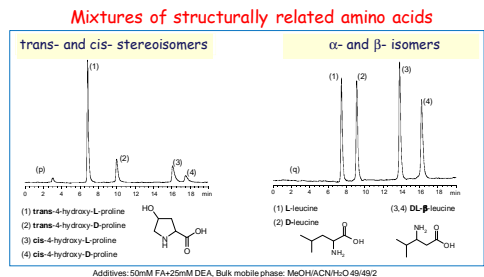 Mixtures of structurally related amino acids
trans- and cis- stereoisomers
(1)
(2)
(3)
(4)
(p)
0 2 4 6 8 10 12 14 16 18 min
(1) trans-4-hydroxy-L-proline
(2) trans-4-hydroxy-D-proline
(3) cis-4-hydroxy-L-proline
(4) cis-4-hydroxy-D-proline
HO
O
OH
N
H
α- and β- isomers
(1)
(2)
(3)
(4)
(q)
0 2 4 6 8 10 12 14 16 18 min
(1) L-leucine
(2) D-leucine
(3,4) DL-β-leucine
O
OH
NH2
NH2
O
OH
Additives: 50mM FA+25mM DEA, Bulk mobile phase: MeOH/ACN/H2O 49/49/2